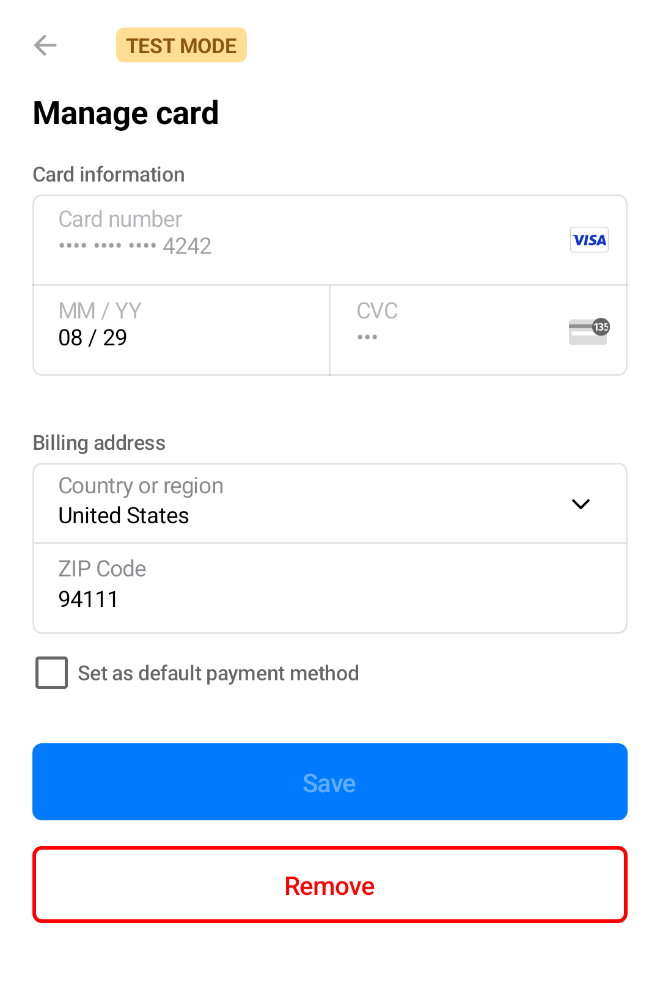 TEST MODE
Manage card
Card information
Card number
•••• •••• •••• 4242
VISA
MM / YY
08 / 29
CVC
•••
135
Billing address
Country or region
United States
ZIP Code
94111
Set as default payment method
Save
Remove